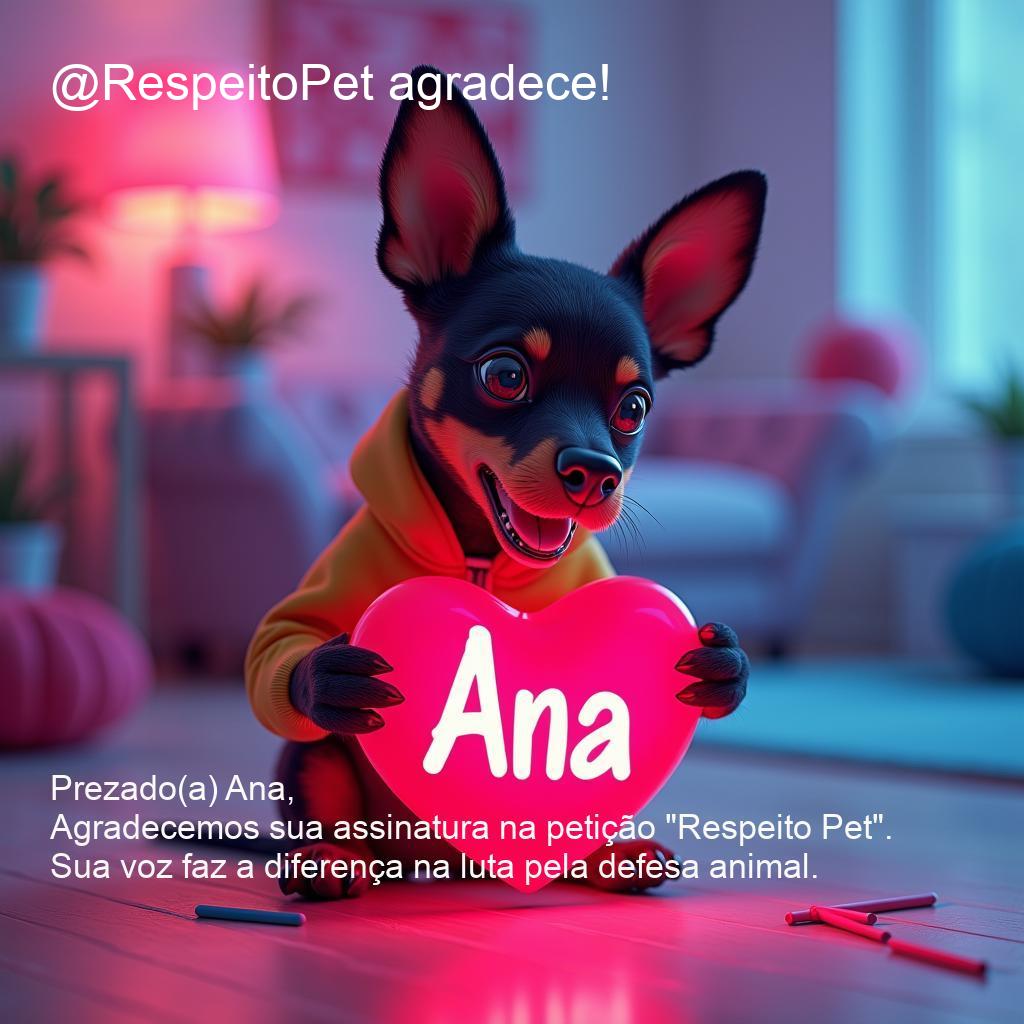 @RespeitoPet agradece!
Ana
Prezado(a) Ana,
Agradecemos sua assinatura na petição "Respeito Pet".
Sua voz faz a diferença na luta pela defesa animal.